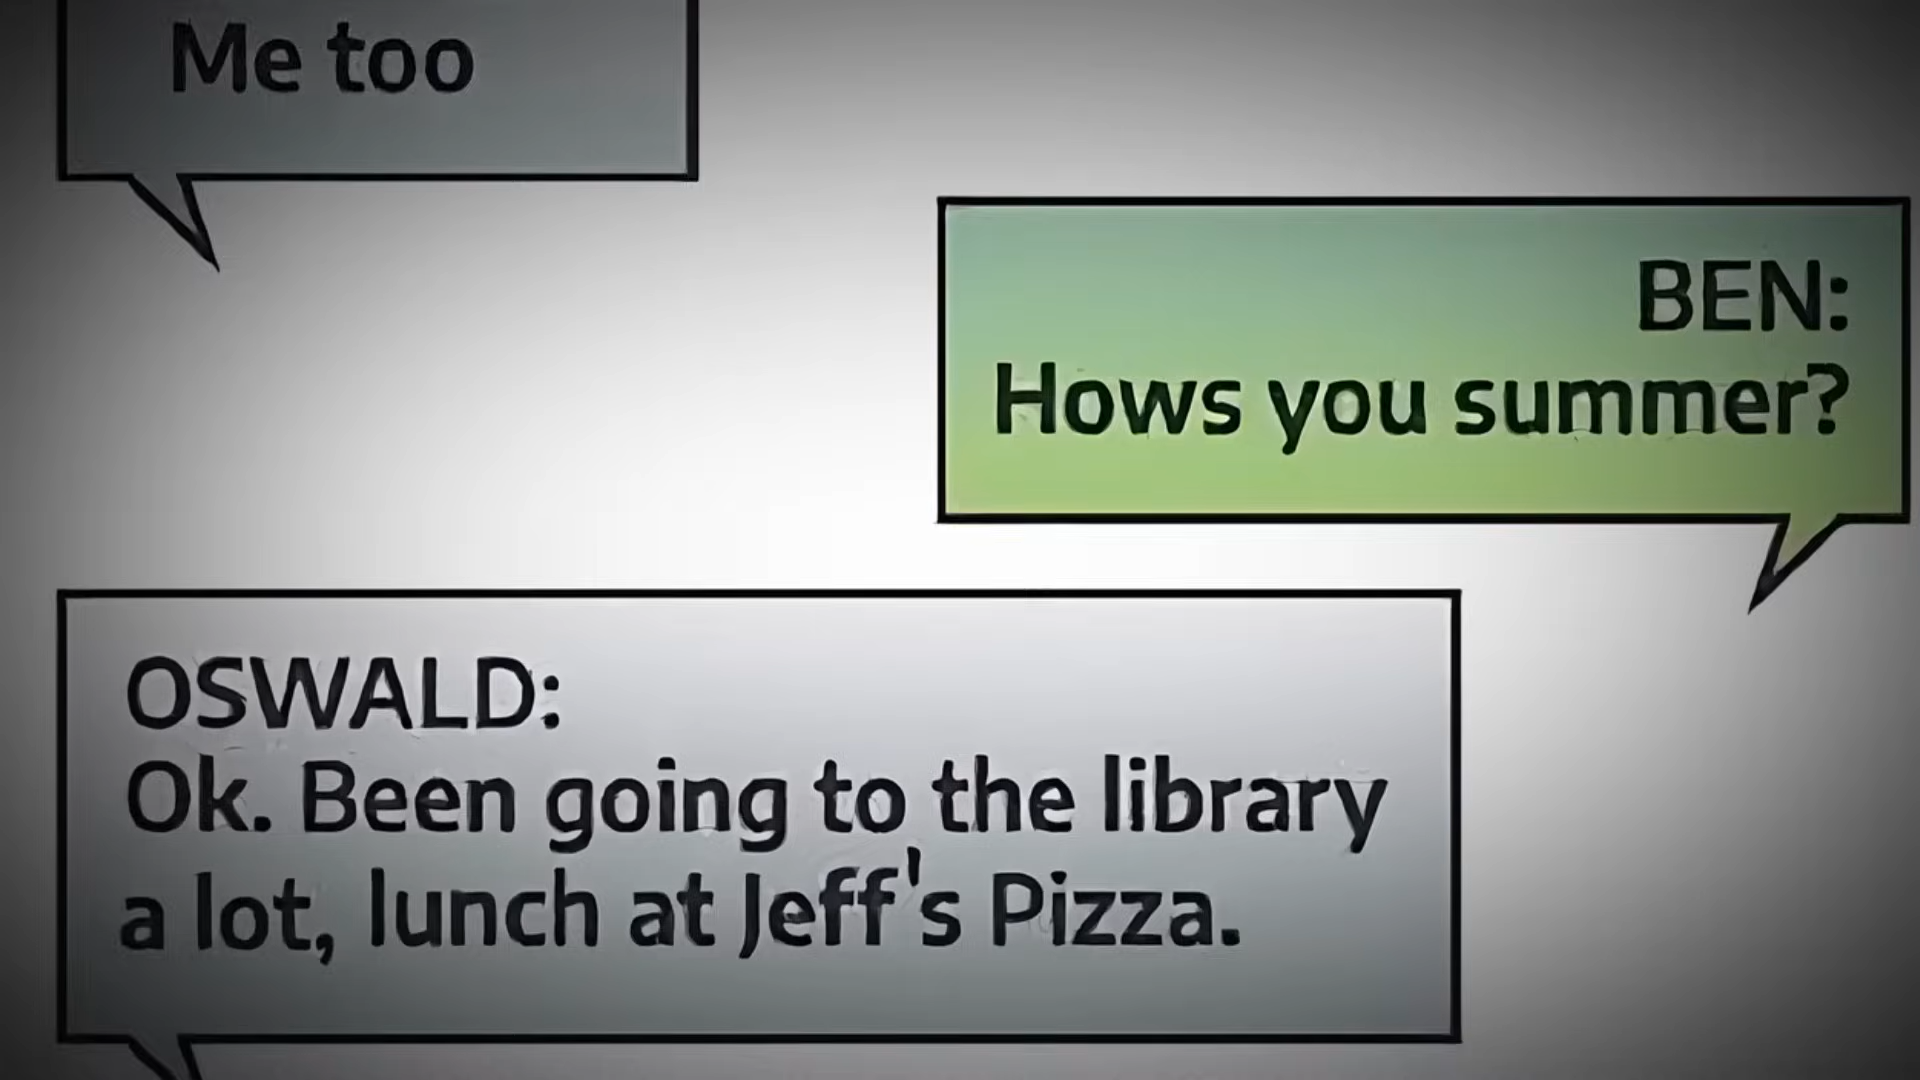 Me too
BEN:
Hows you summer?
OSWALD:
Ok. Been going to the library
a lot, lunch at Jeff's Pizza.